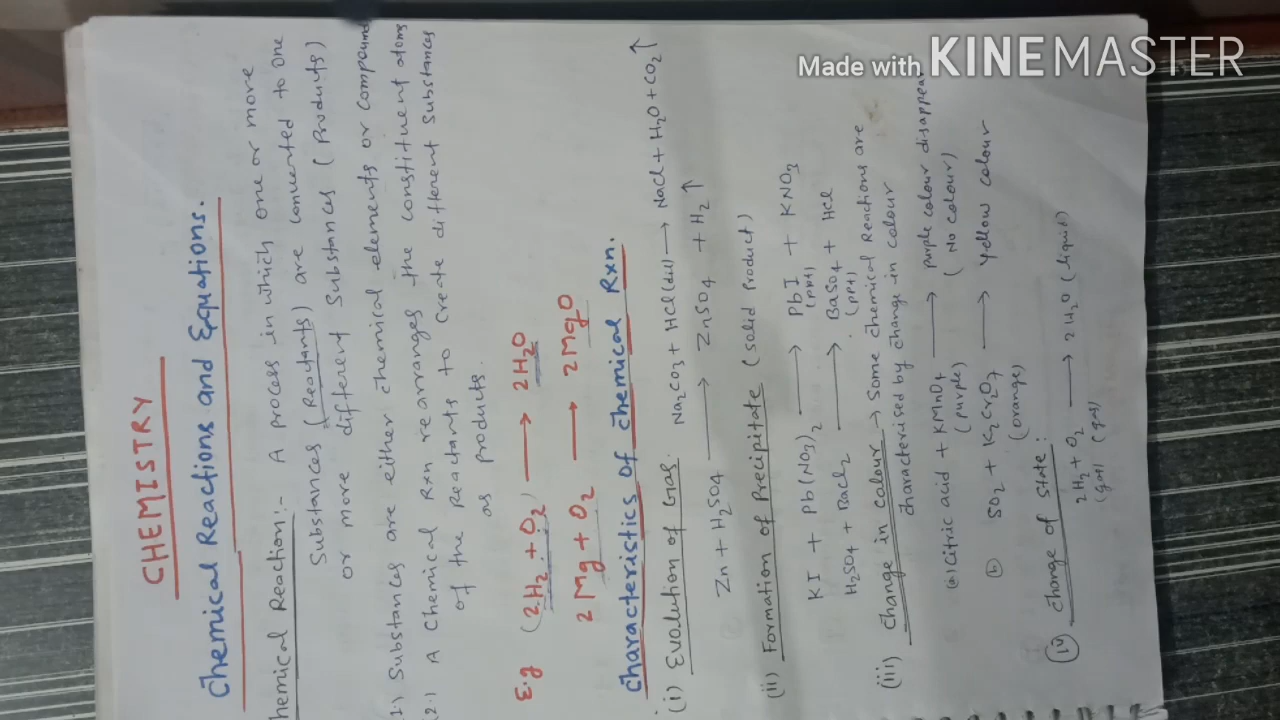 Made with KINEMASTER
CHEMISTRY
Chemical Reactions and Equations.
hemical Reaction:- A process in which one or more
Substances (Reactants) are converted to one
or more different Substances (Products)
1.) Substances are either chemical elements or compound
(2.) A Chemical Rxn rearranges the constituent atoms
of the Reactants to create different substances
as products.
E.g (2H₂ + O₂) → 2H₂O
2Mg + O₂ → 2MgO
Characteristics of chemical Rxn.
(i) Evalution of Gas. Na₂CO₃ + HCl(dil) → NaCl + H₂O + CO₂↑
Zn + H₂SO₄ → ZnSO₄ + H₂↑
(ii) Formation of Precipitate (Solid Product)
KI + Pb(NO₃)₂ → PbI + KNO₃
(PPt)
H₂SO₄ + BaCl₂ → BaSO₄ + HCl
(PPt)
(iii) Change in calour → Some chemical Reactions are
characterised by change in colour
(a) Citric acid + KMnO₄ → purple colour disappear
(purple) (No colour)
(b) SO₂ + K₂Cr₂O₇ → Yellow colour
(orange)
(iv) Change of State:
2H₂ + O₂ → 2H₂O (liquid)
(gas) (gas)